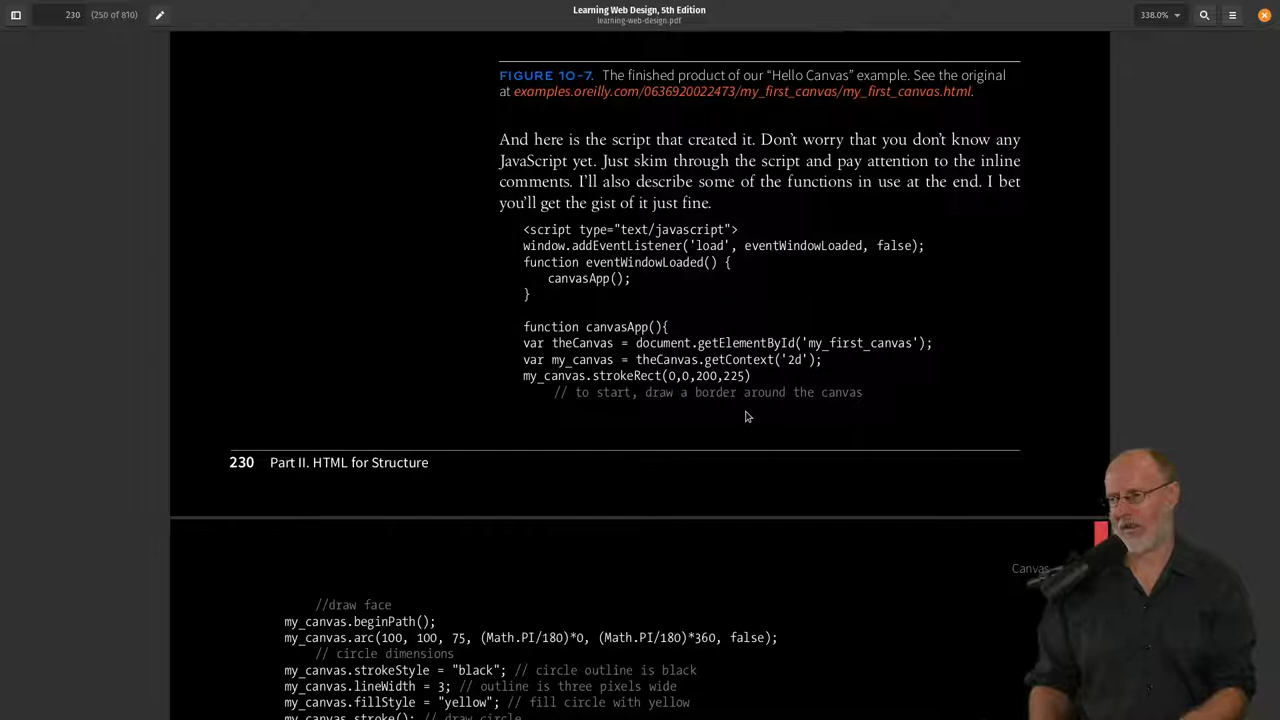 230 (250 of 810)
Learning Web Design, 5th Edition
learning-web-design.pdf
338.0%
FIGURE 10-7. The finished product of our “Hello Canvas” example. See the original
at examples.oreilly.com/0636920022473/my_first_canvas/my_first_canvas.html.
And here is the script that created it. Don’t worry that you don’t know any
JavaScript yet. Just skim through the script and pay attention to the inline
comments. I’ll also describe some of the functions in use at the end. I bet
you’ll get the gist of it just fine.
<script type="text/javascript">
window.addEventListener('load', eventWindowLoaded, false);
function eventWindowLoaded() {
canvasApp();
}
function canvasApp(){
var theCanvas = document.getElementById('my_first_canvas');
var my_canvas = theCanvas.getContext('2d');
my_canvas.strokeRect(0,0,200,225)
// to start, draw a border around the canvas
230 Part II. HTML for Structure
Canvas
//draw face
my_canvas.beginPath();
my_canvas.arc(100, 100, 75, (Math.PI/180)*0, (Math.PI/180)*360, false);
// circle dimensions
my_canvas.strokeStyle = "black"; // circle outline is black
my_canvas.lineWidth = 3; // outline is three pixels wide
my_canvas.fillStyle = "yellow"; // fill circle with yellow
my_canvas.stroke(); // draw circle